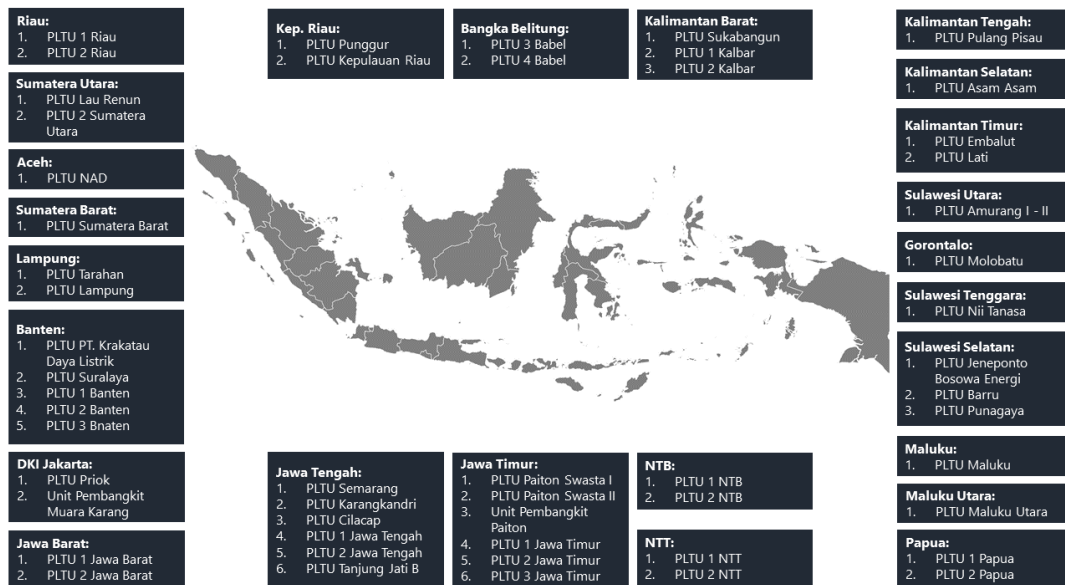 Riau:
1. PLTU 1 Riau
2. PLTU 2 Riau
Sumatera Utara:
1. PLTU Lau Renun
2. PLTU 2 Sumatera
Utara
Aceh:
1. PLTU NAD
Sumatera Barat:
1. PLTU Sumatera Barat
Lampung:
1. PLTU Tarahan
2. PLTU Lampung
Banten:
1. PLTU PT. Krakatau
Daya Listrik
2. PLTU Suralaya
3. PLTU 1 Banten
4. PLTU 2 Banten
5. PLTU 3 Bnaten
DKI Jakarta:
1. PLTU Priok
2. Unit Pembangkit
Muara Karang
Jawa Barat:
1. PLTU 1 Jawa Barat
2. PLTU 2 Jawa Barat
Kep. Riau:
1. PLTU Punggur
2. PLTU Kepulauan Riau
Bangka Belitung:
1. PLTU 3 Babel
2. PLTU 4 Babel
Kalimantan Barat:
1. PLTU Sukabangun
2. PLTU 1 Kalbar
3. PLTU 2 Kalbar
Jawa Tengah:
1. PLTU Semarang
2. PLTU Karangkandri
3. PLTU Cilacap
4. PLTU 1 Jawa Tengah
5. PLTU 2 Jawa Tengah
6. PLTU Tanjung Jati B
Jawa Timur:
1. PLTU Paiton Swasta I
2. PLTU Paiton Swasta II
3. Unit Pembangkit
Paiton
4. PLTU 1 Jawa Timur
5. PLTU 2 Jawa Timur
6. PLTU 3 Jawa Timur
NTB:
1. PLTU 1 NTB
2. PLTU 2 NTB
NTT:
1. PLTU 1 NTT
2. PLTU 2 NTT
Kalimantan Tengah:
1. PLTU Pulang Pisau
Kalimantan Selatan:
1. PLTU Asam Asam
Kalimantan Timur:
1. PLTU Embalut
2. PLTU Lati
Sulawesi Utara:
1. PLTU Amurang I - II
Gorontalo:
1. PLTU Molobatu
Sulawesi Tenggara:
1. PLTU Nii Tanasa
Sulawesi Selatan:
1. PLTU Jeneponto
Bosowa Energi
2. PLTU Barru
3. PLTU Punagaya
Maluku:
1. PLTU Maluku
Maluku Utara:
1. PLTU Maluku Utara
Papua:
1. PLTU 1 Papua
2. PLTU 2 Papua